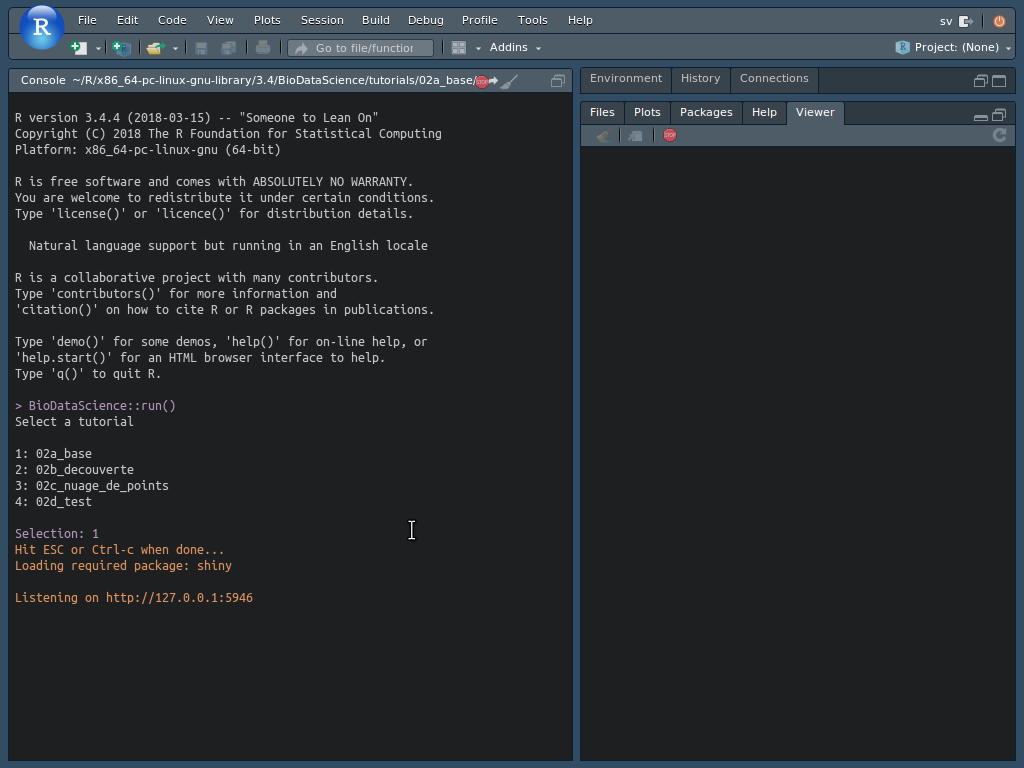 File Edit Code View Plots Session Build Debug Profile Tools Help
sv
R
Go to file/function
Addins
R Project: (None)
Console ~/R/x86_64-pc-linux-gnu-library/3.4/BioDataScience/tutorials/02a_base/
STOP
R version 3.4.4 (2018-03-15) -- "Someone to Lean On"
Copyright (C) 2018 The R Foundation for Statistical Computing
Platform: x86_64-pc-linux-gnu (64-bit)
R is free software and comes with ABSOLUTELY NO WARRANTY.
You are welcome to redistribute it under certain conditions.
Type 'license()' or 'licence()' for distribution details.
Natural language support but running in an English locale
R is a collaborative project with many contributors.
Type 'contributors()' for more information and
'citation()' on how to cite R or R packages in publications.
Type 'demo()' for some demos, 'help()' for on-line help, or
'help.start()' for an HTML browser interface to help.
Type 'q()' to quit R.
> BioDataScience::run()
Select a tutorial
1: 02a_base
2: 02b_decouverte
3: 02c_nuage_de_points
4: 02d_test
Selection: 1
Hit ESC or Ctrl-c when done...
Loading required package: shiny
Listening on http://127.0.0.1:5946
Environment History Connections
Files Plots Packages Help Viewer
STOP